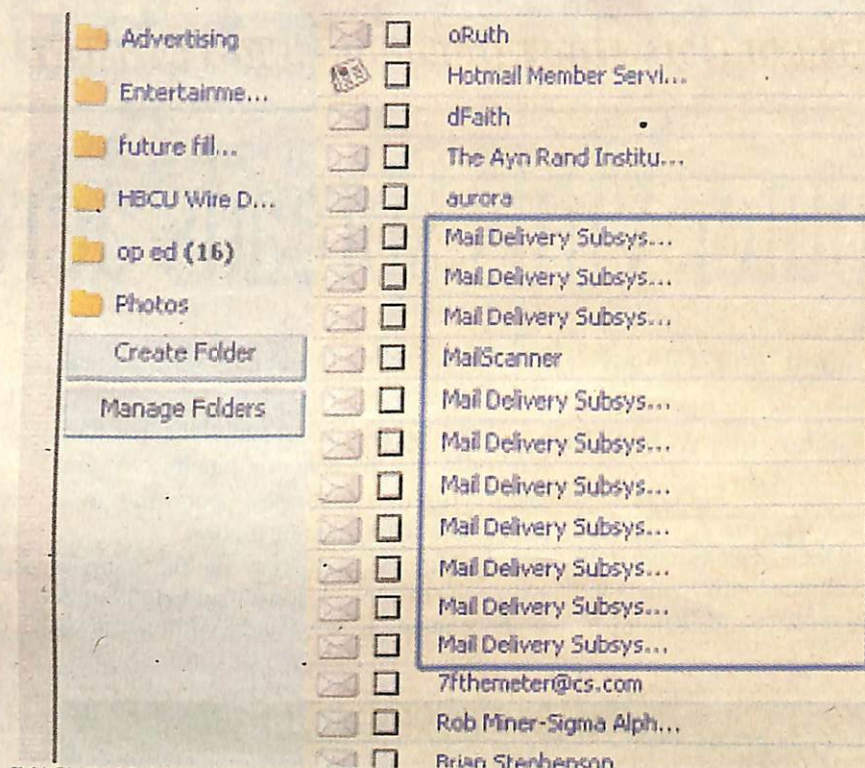 Advertising
Entertainme...
future fill...
HBCU Wire D...
op ed (16)
Photos
Create Folder
Manage Folders
oRuth
Hotmail Member Servi...
dFaith
The Ayn Rand Institu...
aurora
Mail Delivery Subsys...
Mail Delivery Subsys...
Mail Delivery Subsys...
MailScanner
Mail Delivery Subsys...
Mail Delivery Subsys...
Mail Delivery Subsys...
Mail Delivery Subsys...
Mail Delivery Subsys...
Mail Delivery Subsys...
Mail Delivery Subsys...
7fthemeter@cs.com
Rob Miner-Sigma Alph...
Brian Stephenson